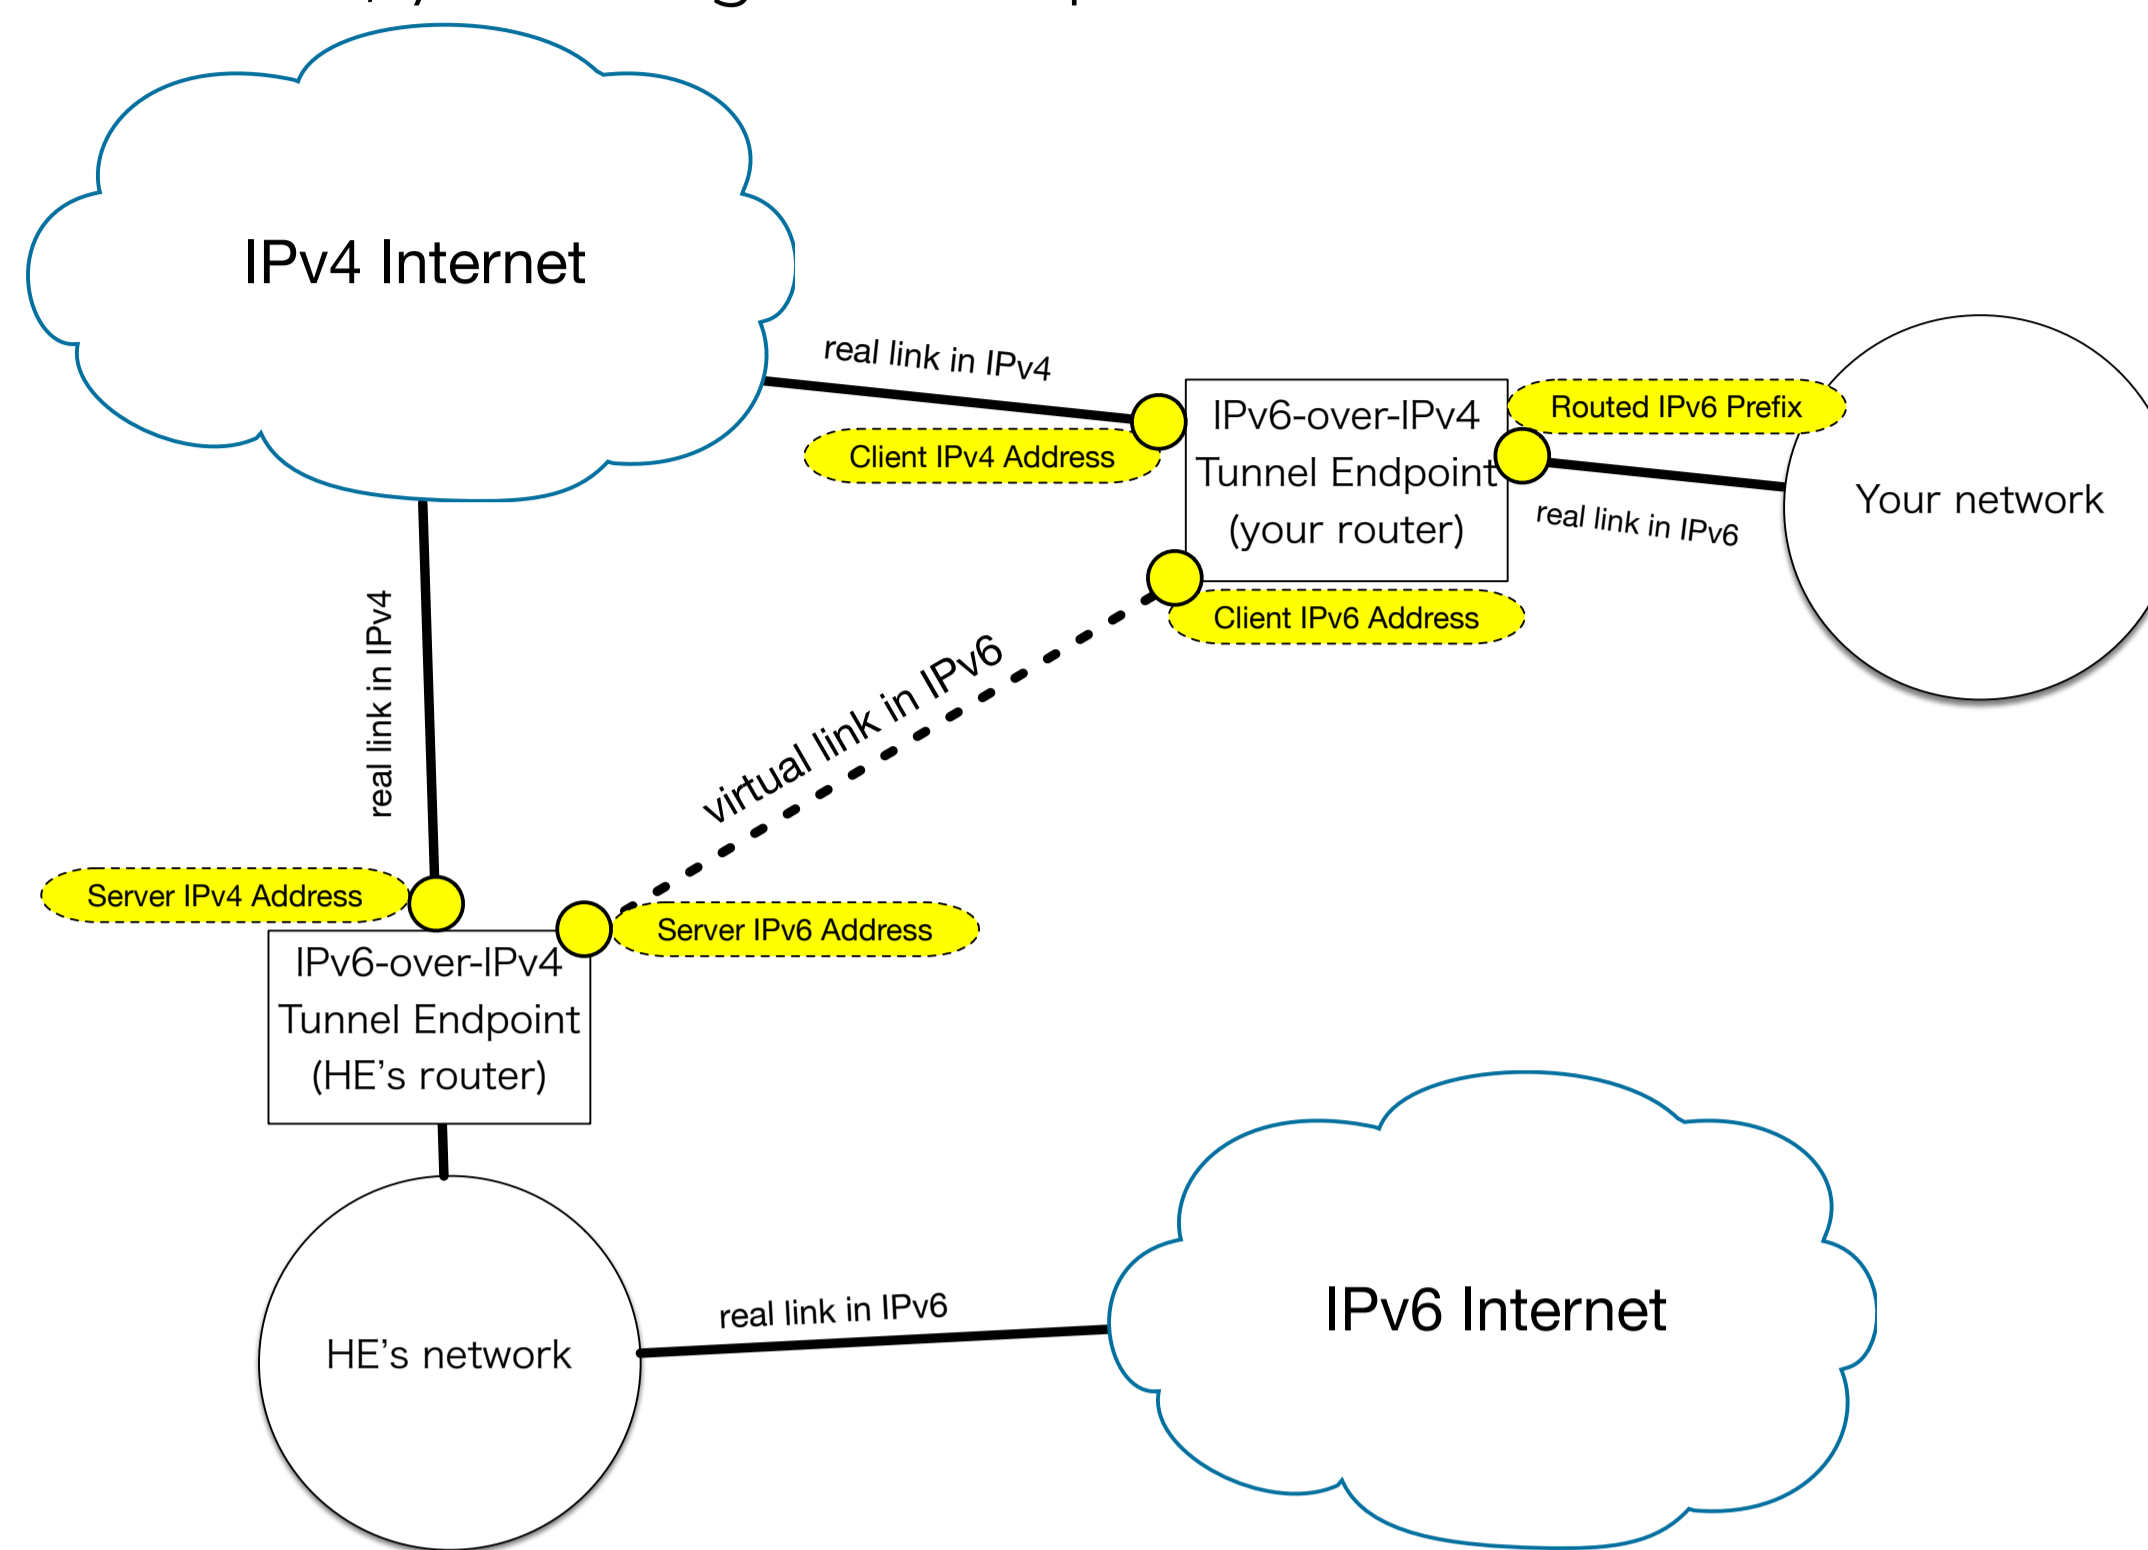 IPv4 Internet
real link in IPv4
Client IPv4 Address
IPv6-over-IPv4
Tunnel Endpoint
(your router)
Routed IPv6 Prefix
real link in IPv6
Your network
Client IPv6 Address
real link in IPv4
virtual link in IPv6
Server IPv4 Address
Server IPv6 Address
IPv6-over-IPv4
Tunnel Endpoint
(HE's router)
HE's network
real link in IPv6
IPv6 Internet